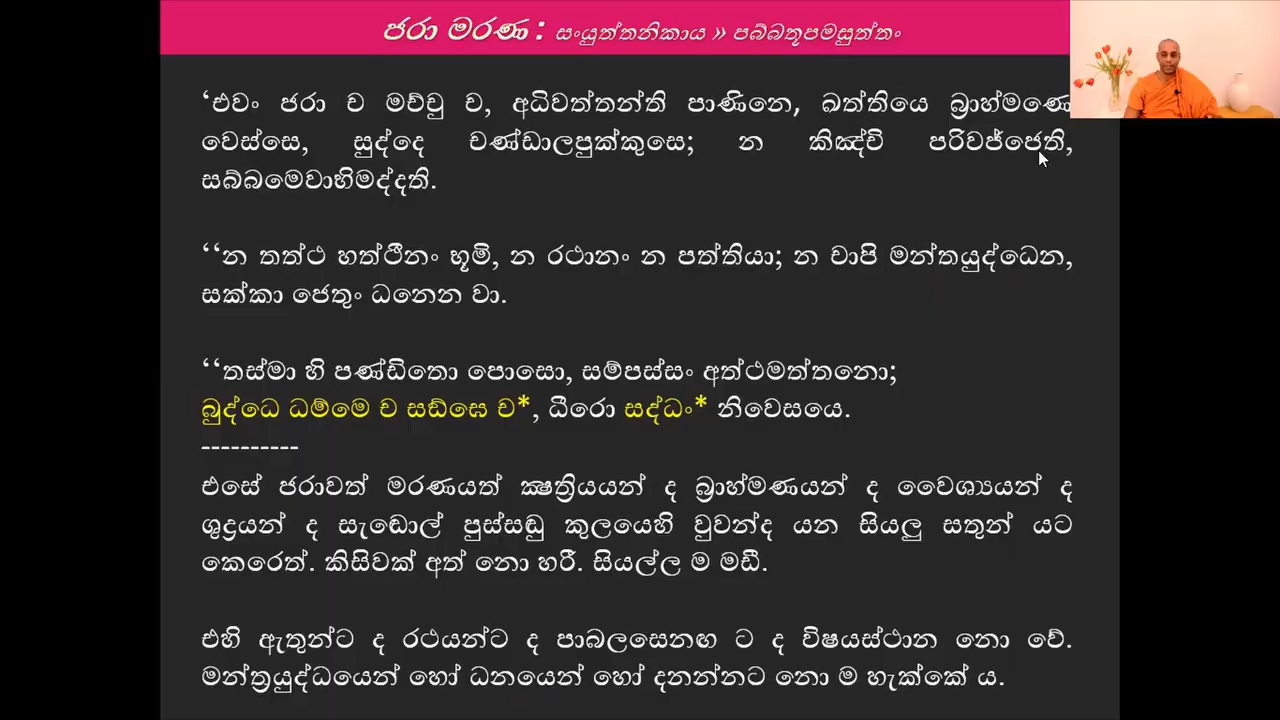 ජරා මරණ : සංයුත්තනිකාය » පබ්බතූපමසුත්තං
‘එවං ජරා ච මච්චු ච, අධිවත්තන්ති පාණිනෙ, ඛත්තියෙ බ්‍රාහ්මණෙ
වෙස්සෙ, සුද්දෙ චණ්ඩාලපුක්කුසෙ; න කිඤ්චි පරිවජ්ජෙති,
සබ්බමෙවාභිමද්දති.
‘‘න තත්ථ හත්ථීනං භූමි, න රථානං න පත්තියා; න චාපි මන්තයුද්ධෙන,
සක්කා ජෙතුං ධනෙන වා.
‘‘තස්මා හි පණ්ඩිතො පොසො, සම්පස්සං අත්ථමත්තනො;
බුද්ධෙ ධම්මෙ ච සඞ්ඝෙ ච*, ධීරො සද්ධං* නිවෙසයෙ.
----------
එසේ ජරාවත් මරණයත් ක්‍ෂත්‍රියයන් ද බ්‍රාහ්මණයන් ද වෛශ්‍යයන් ද
ශුද්‍රයන් ද සැඬොල් පුස්සඬු කුලයෙහි වුවන්ද යන සියලු සතුන් යට
කෙරෙත්. කිසිවක් අත් නො හරී. සියල්ල ම මඩී.
එහි ඇතුන්ට ද රථයන්ට ද පාබලසෙනඟ ට ද විෂයස්ථාන නො වේ.
මන්ත්‍රයුද්ධයෙන් හෝ ධනයෙන් හෝ දනන්නට නො ම හැක්කේ ය.